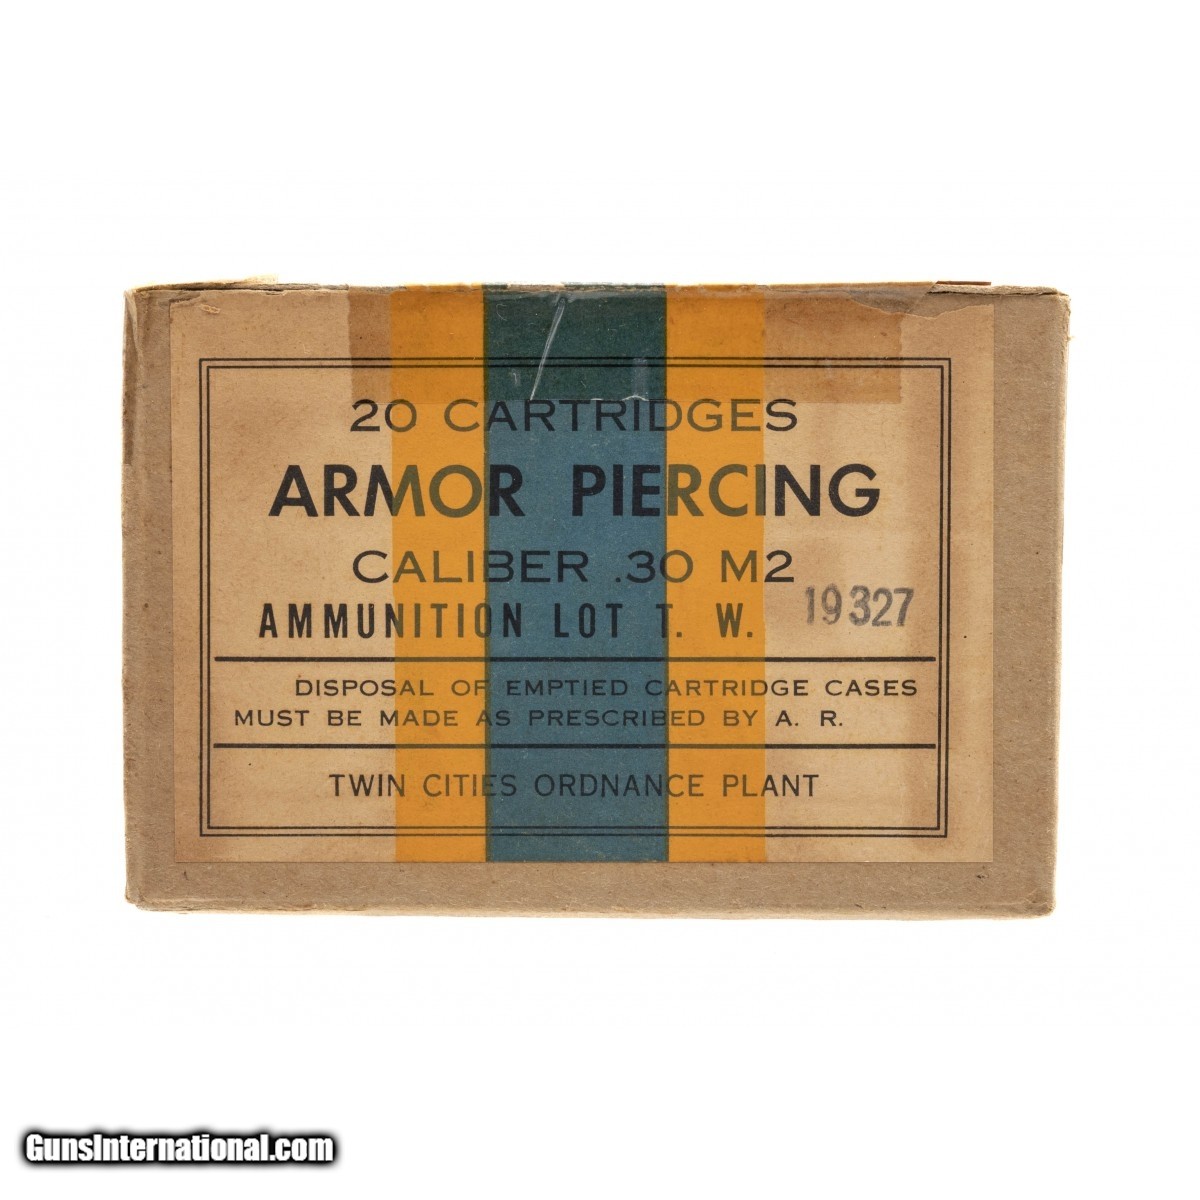 20 CARTRIDGES
ARMOR PIERCING
CALIBER .30 M2
AMMUNITION LOT T. W. 19327
DISPOSAL OF EMPTIED CARTRIDGE CASES
MUST BE MADE AS PRESCRIBED BY A. R.
TWIN CITIES ORDNANCE PLANT
GunsInternational.com